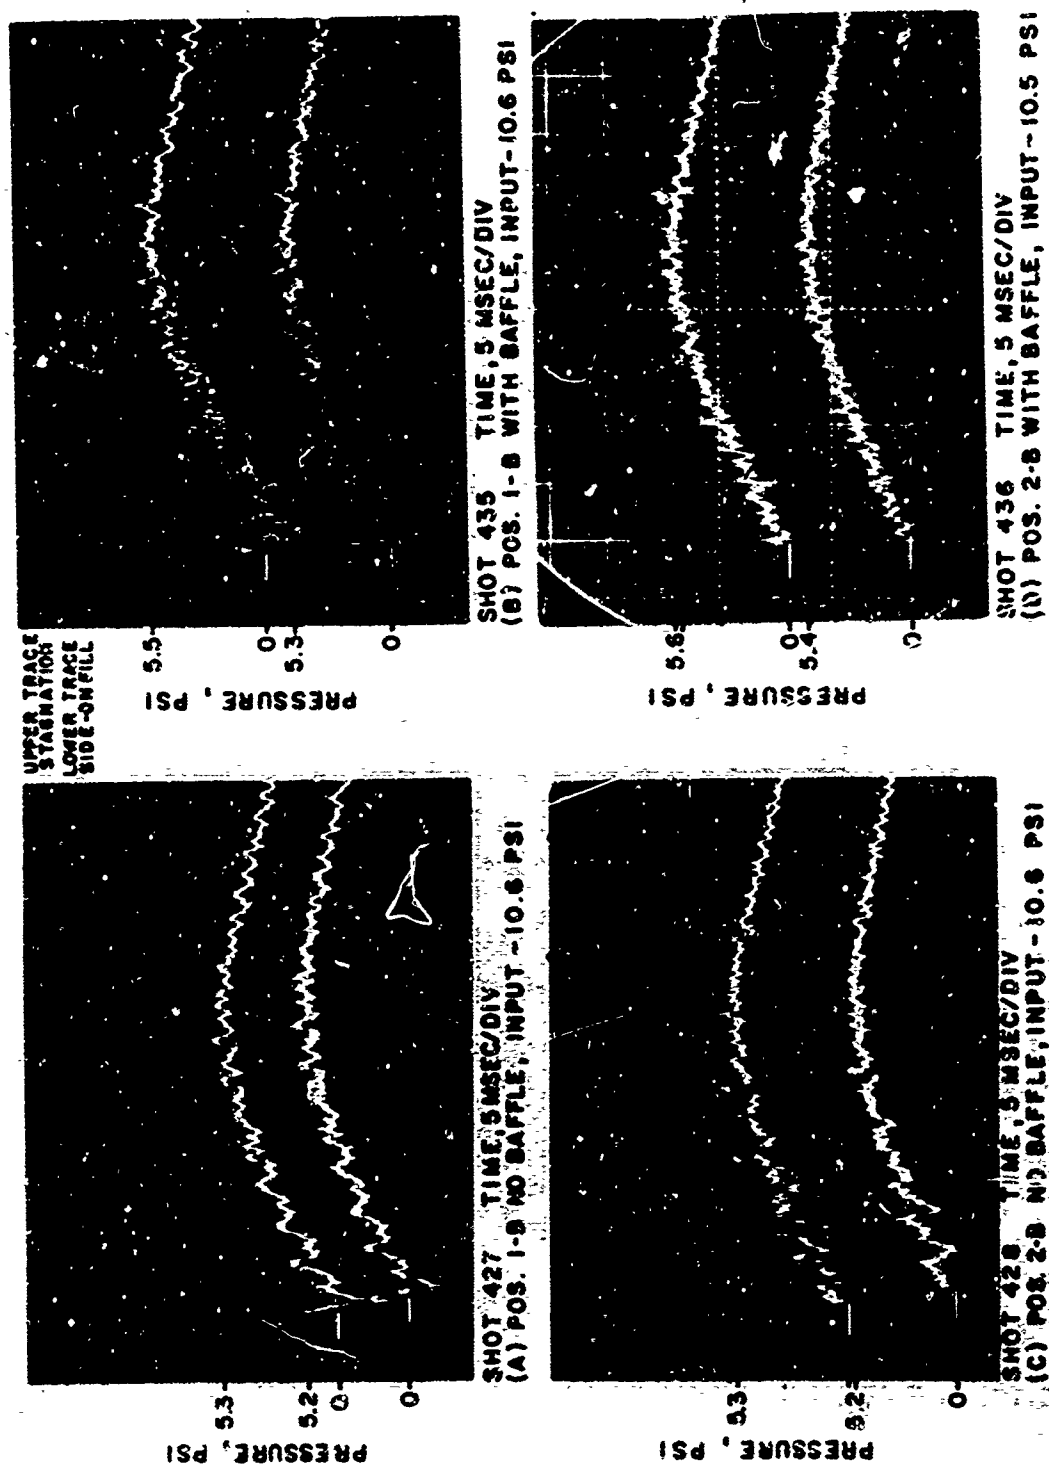 UPPER TRACE
STAGNATION
LOWER TRACE
SIDE-ON FILL
PRESSURE, PSI
5.3
5.2
0
0
SHOT 427 TIME, 5 MSEC/DIV
(A) POS. 1-B NO BAFFLE, INPUT-10.6 PSI
PRESSURE, PSI
5.5
0
5.3
0
SHOT 435 TIME, 5 MSEC/DIV
(B) POS. 1-B WITH BAFFLE, INPUT-10.6 PSI
PRESSURE, PSI
5.3
5.2
0
SHOT 428 TIME, 5 MSEC/DIV
(C) POS. 2-B NO BAFFLE, INPUT-10.6 PSI
PRESSURE, PSI
5.6
0
5.4
0
SHOT 436 TIME, 5 MSEC/DIV
(D) POS. 2-B WITH BAFFLE, INPUT-10.5 PSI